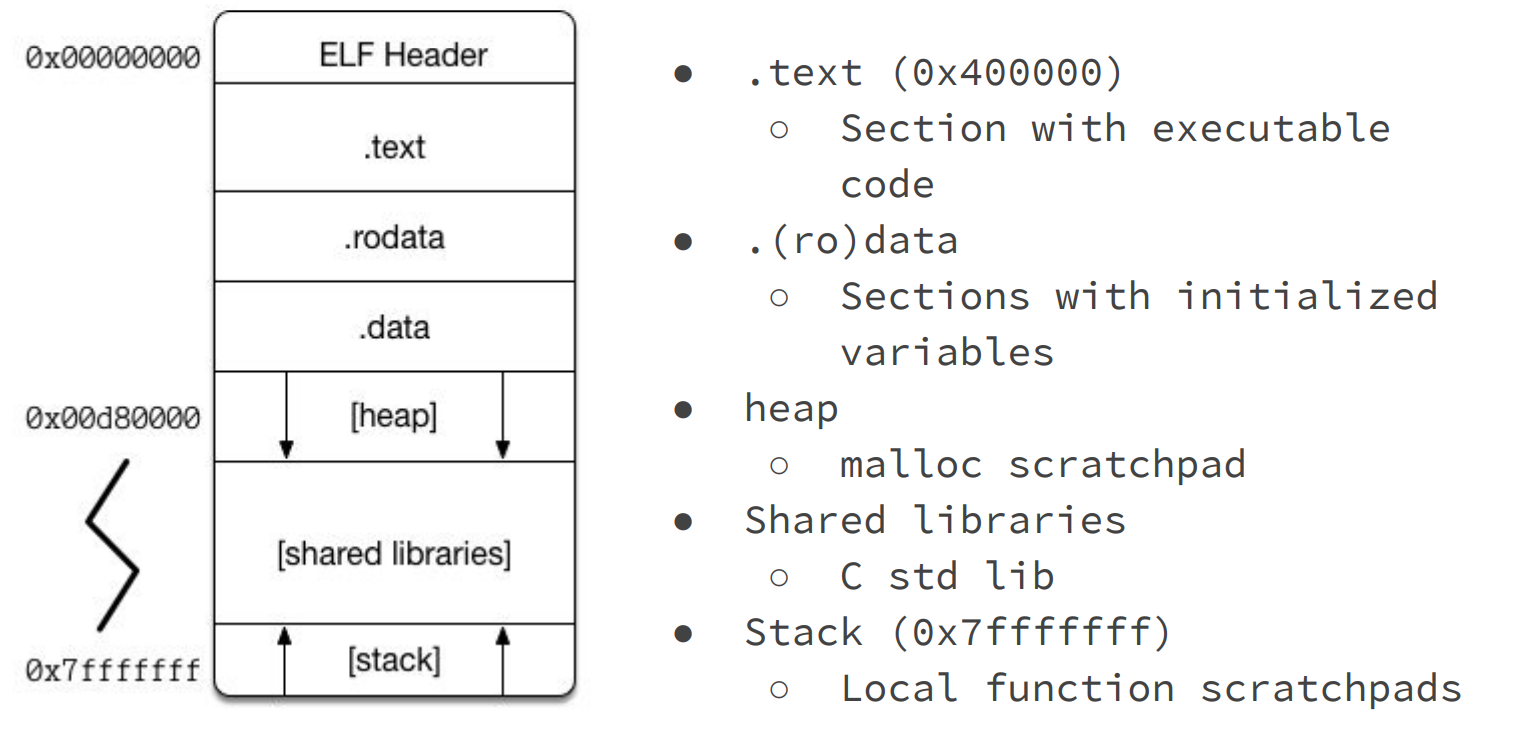 0x00000000
ELF Header
.text
.rodata
.data
0x00d80000
[heap]
[shared libraries]
0x7fffffff
[stack]
● .text (0x400000)
○ Section with executable
code
● .(ro)data
○ Sections with initialized
variables
● heap
○ malloc scratchpad
● Shared libraries
○ C std lib
● Stack (0x7fffffff)
○ Local function scratchpads